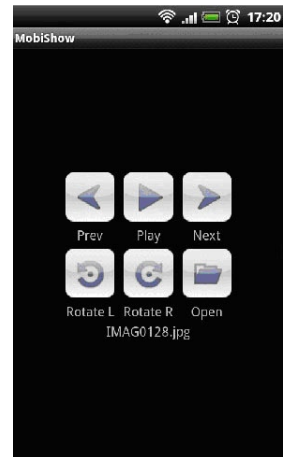 17:20
MobiShow
Prev Play Next
Rotate L Rotate R Open
IMAG0128.jpg